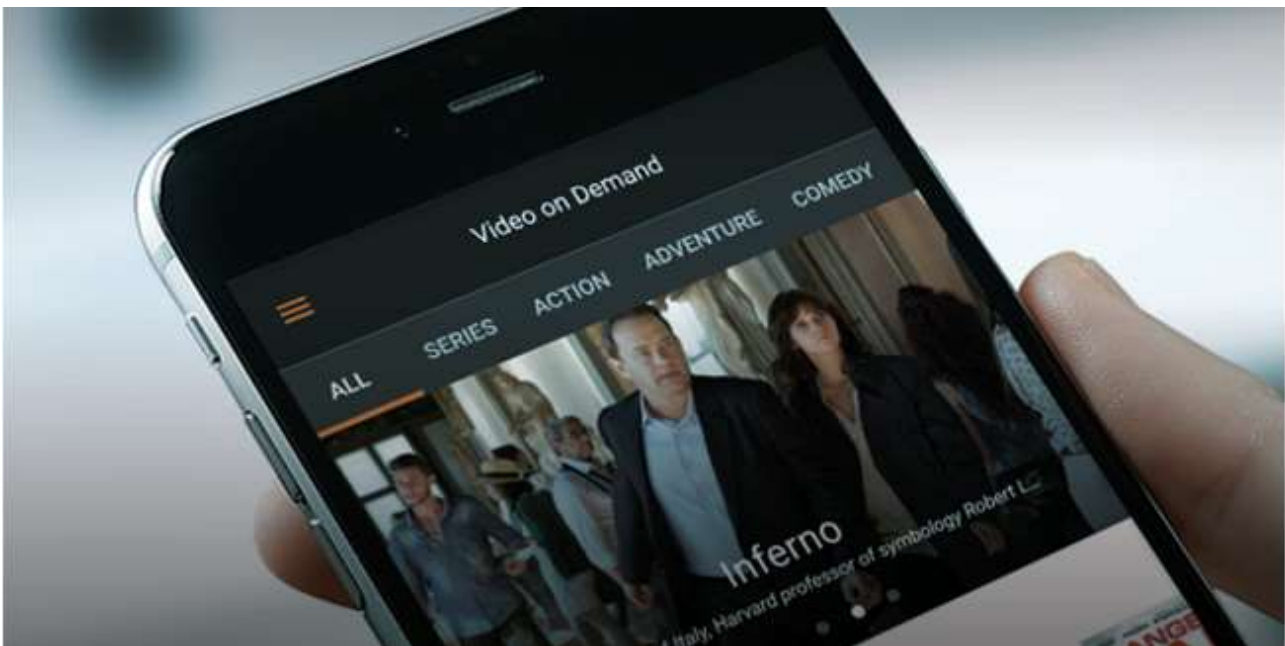 Video on Demand
ALL SERIES ACTION ADVENTURE COMEDY
Inferno
Italy, Harvard professor of symbology Robert L...